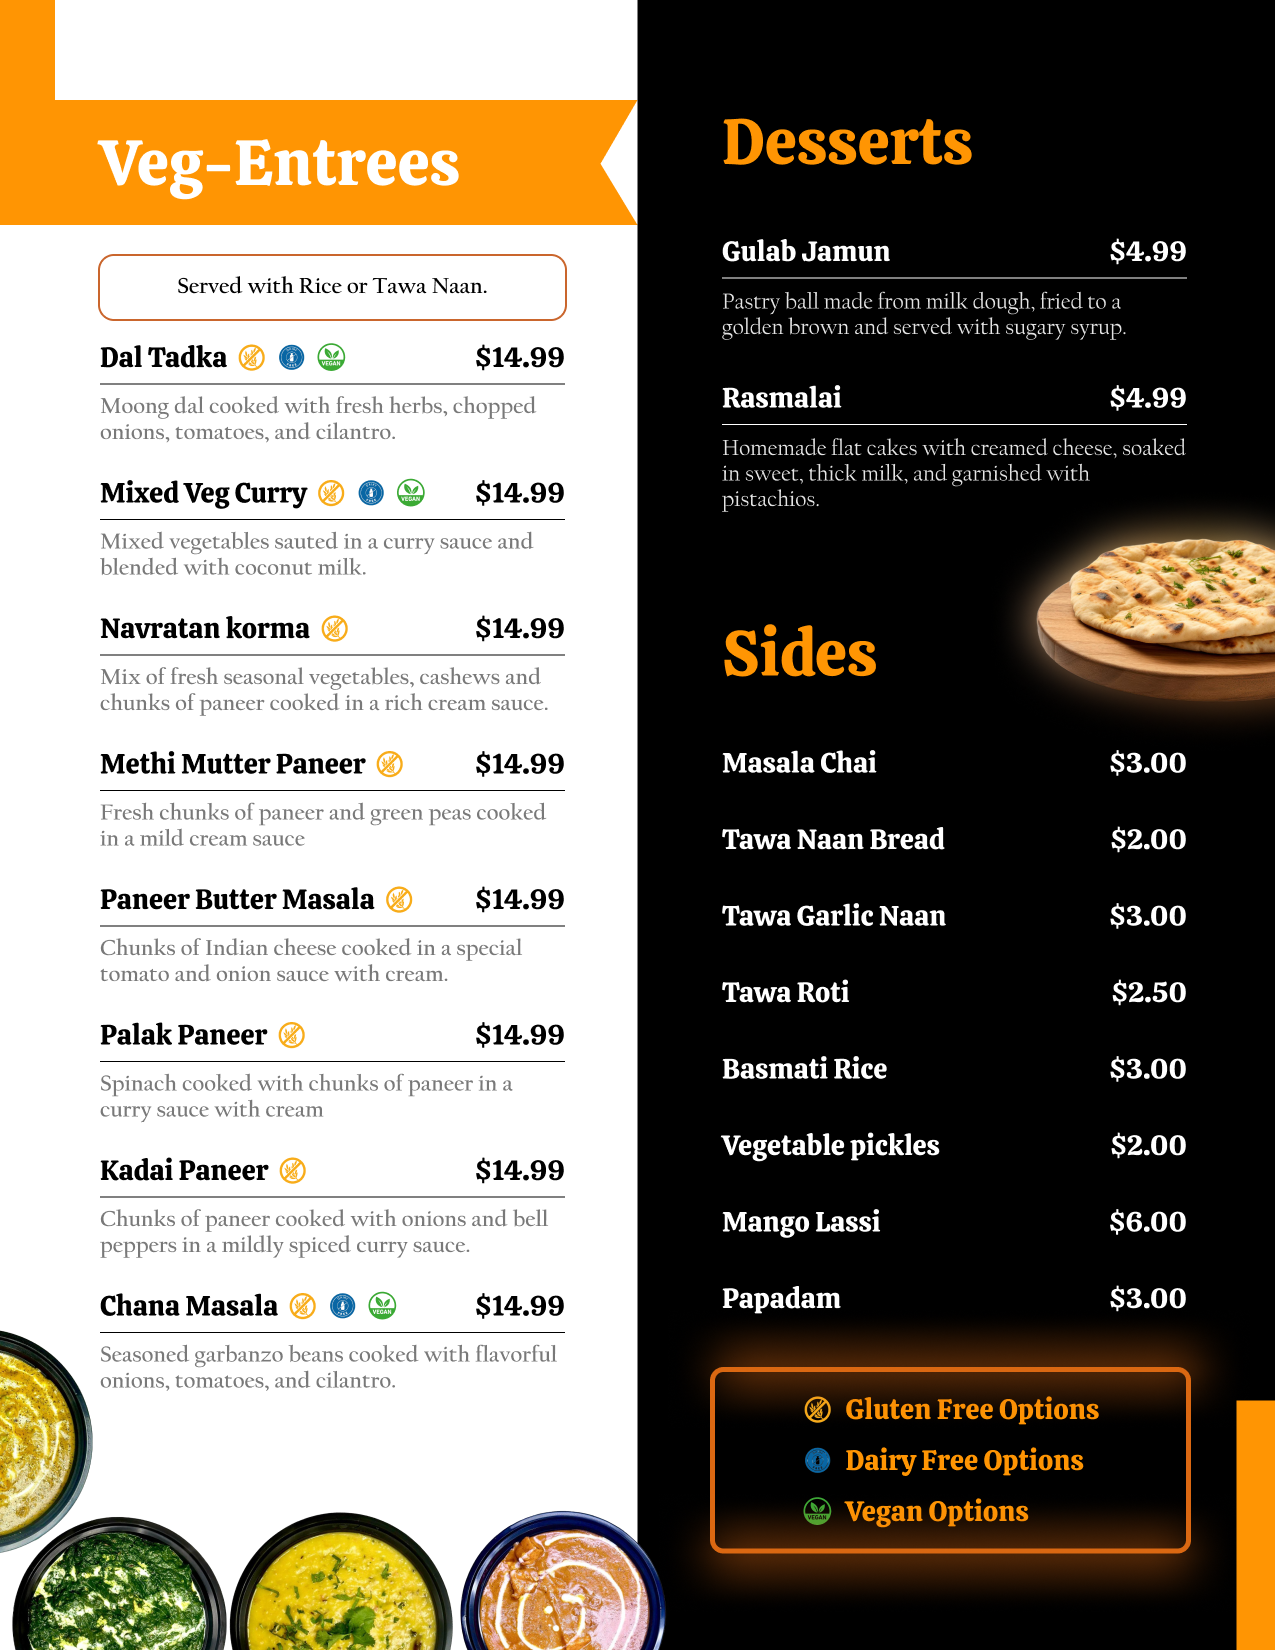 Veg-Entrees
Served with Rice or Tawa Naan.
Dal Tadka VEGAN $14.99
Moong dal cooked with fresh herbs, chopped
onions, tomatoes, and cilantro.
Mixed Veg Curry VEGAN $14.99
Mixed vegetables sauted in a curry sauce and
blended with coconut milk.
Navratan korma $14.99
Mix of fresh seasonal vegetables, cashews and
chunks of paneer cooked in a rich cream sauce.
Methi Mutter Paneer $14.99
Fresh chunks of paneer and green peas cooked
in a mild cream sauce
Paneer Butter Masala $14.99
Chunks of Indian cheese cooked in a special
tomato and onion sauce with cream.
Palak Paneer $14.99
Spinach cooked with chunks of paneer in a
curry sauce with cream
Kadai Paneer $14.99
Chunks of paneer cooked with onions and bell
peppers in a mildly spiced curry sauce.
Chana Masala VEGAN $14.99
Seasoned garbanzo beans cooked with flavorful
onions, tomatoes, and cilantro.
Desserts
Gulab Jamun $4.99
Pastry ball made from milk dough, fried to a
golden brown and served with sugary syrup.
Rasmalai $4.99
Homemade flat cakes with creamed cheese, soaked
in sweet, thick milk, and garnished with
pistachios.
Sides
Masala Chai $3.00
Tawa Naan Bread $2.00
Tawa Garlic Naan $3.00
Tawa Roti $2.50
Basmati Rice $3.00
Vegetable pickles $2.00
Mango Lassi $6.00
Papadam $3.00
Gluten Free Options
Dairy Free Options
VEGAN Vegan Options